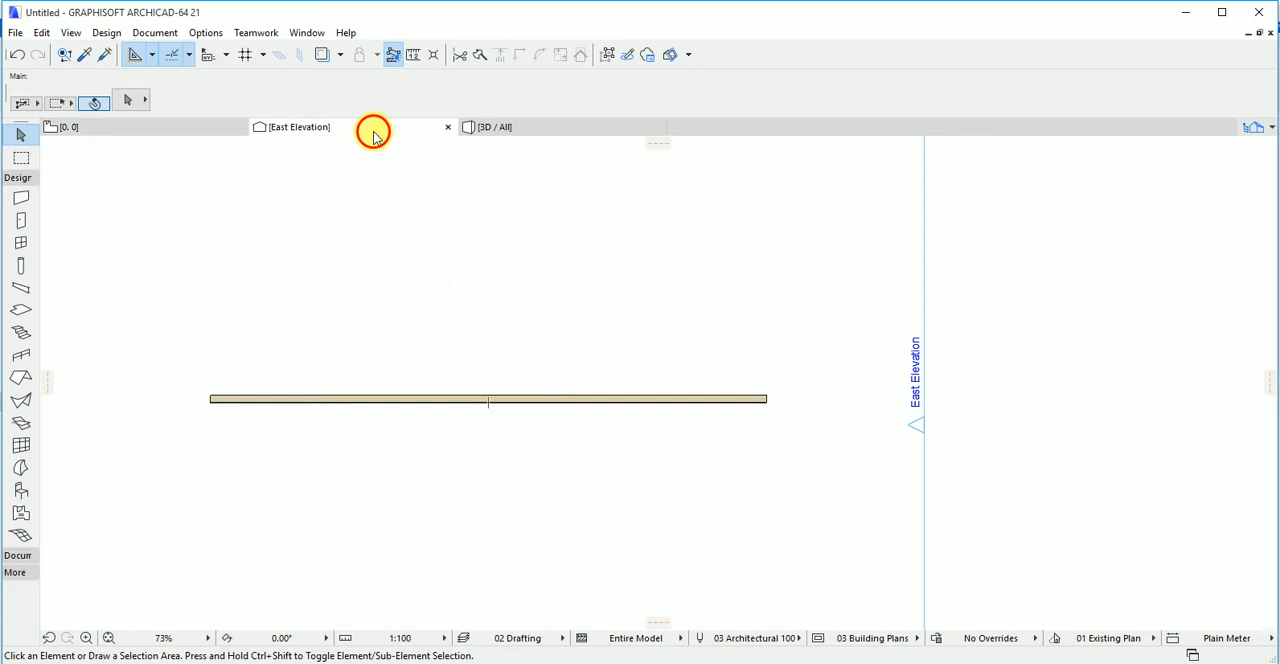 Untitled - GRAPHISOFT ARCHICAD-64 21
File Edit View Design Document Options Teamwork Window Help
Main:
[0. 0]
[East Elevation]
[3D / All]
Design
East Elevation
Docum
More
73% 0.00° 1:100 02 Drafting Entire Model 03 Architectural 100 03 Building Plans No Overrides 01 Existing Plan Plain Meter
Click an Element or Draw a Selection Area. Press and Hold Ctrl+Shift to Toggle Element/Sub-Element Selection.